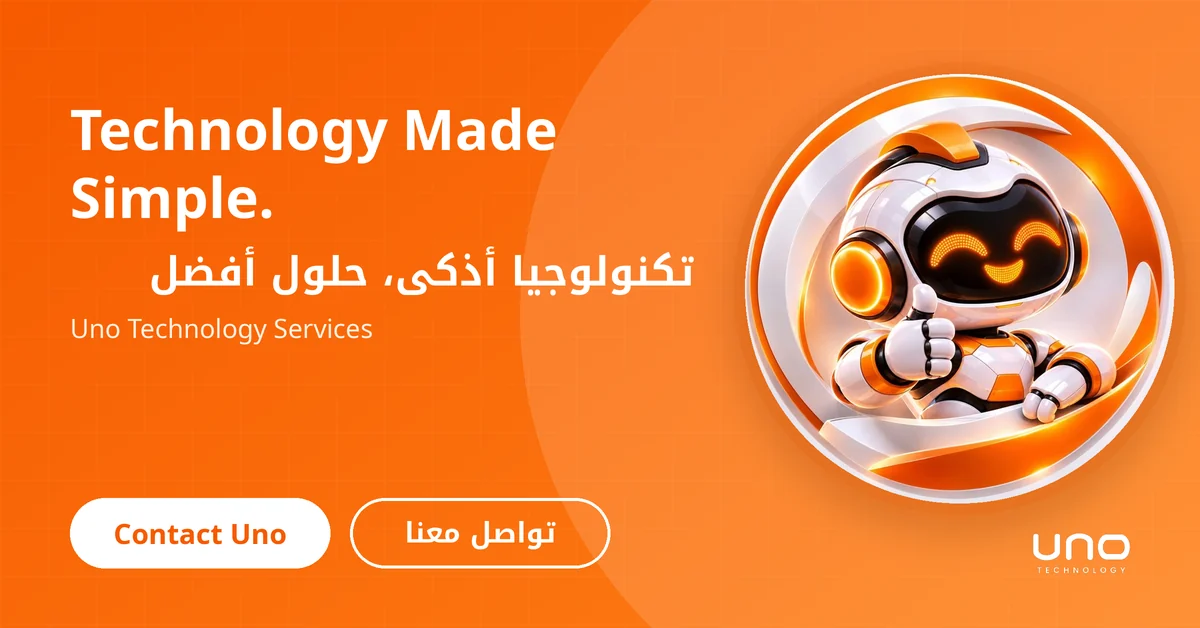 Technology Made
Simple.
تكنولوجيا أذكى، حلول أفضل
Uno Technology Services
Contact Uno
تواصل معنا
uno
TECHNOLOGY